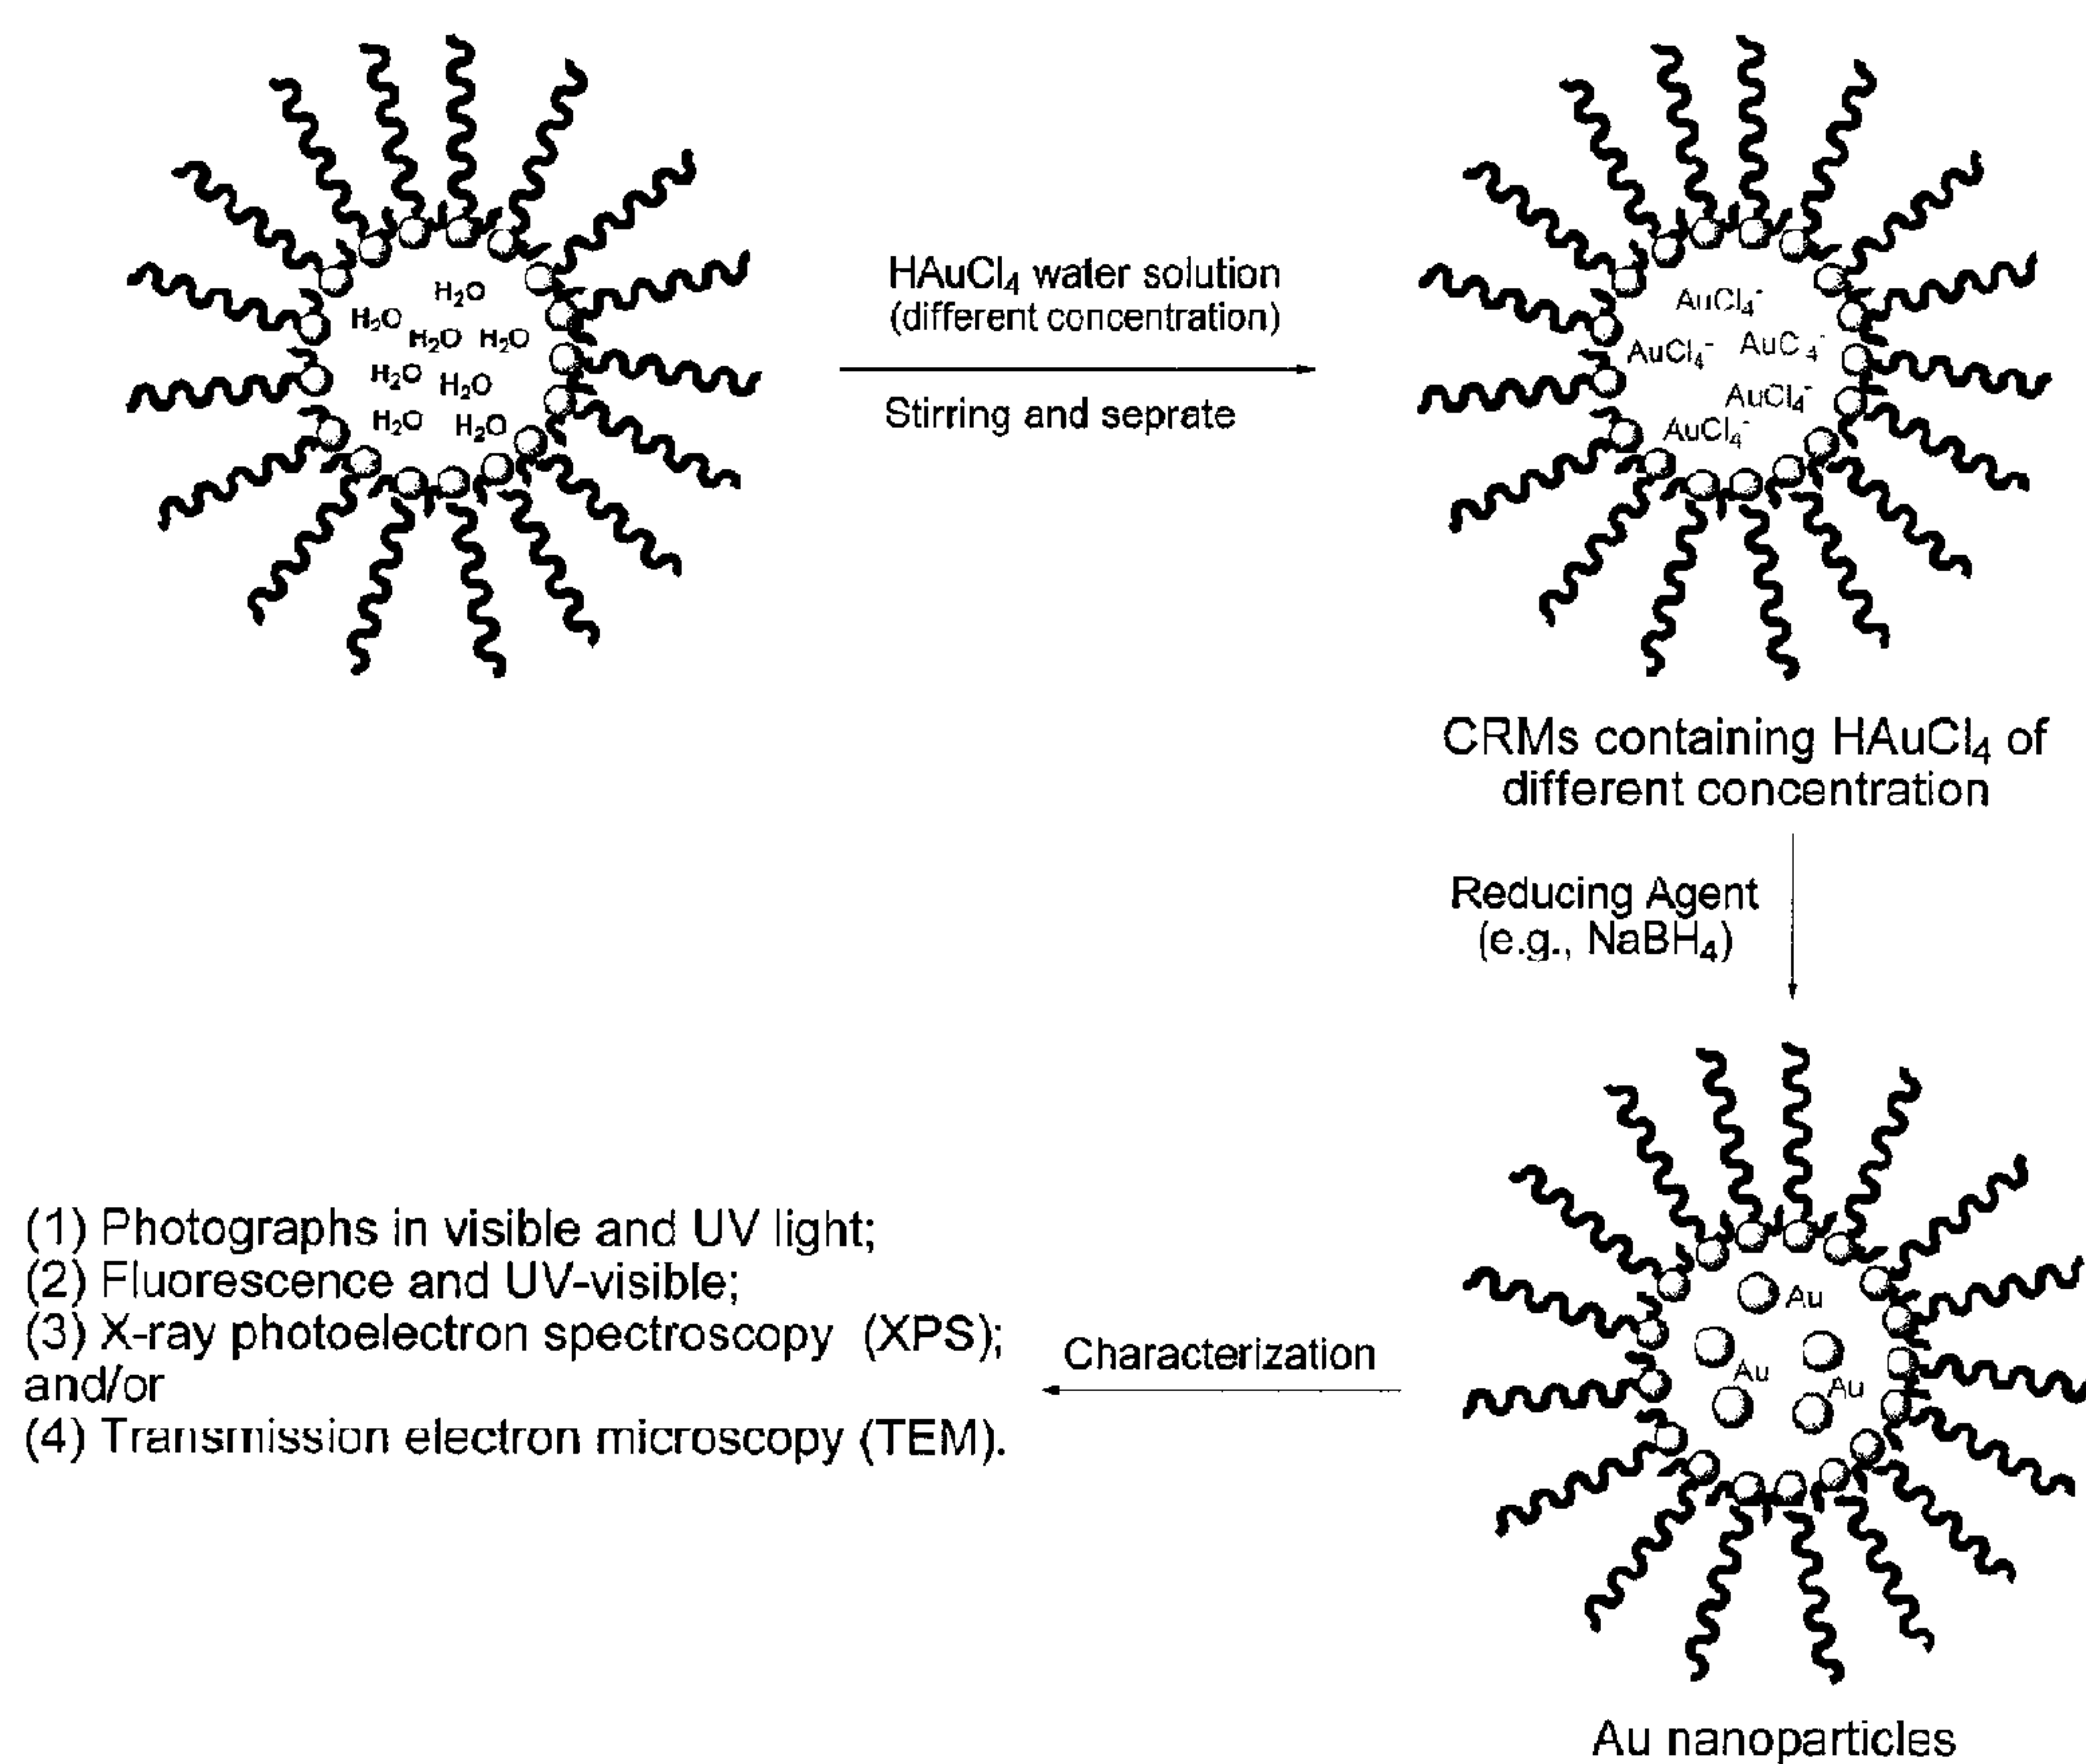 H₂O
H₂O
H₂O H₂O
H₂O H₂O
H₂O H₂O
HAuCl₄ water solution
(different concentration)
Stirring and seprate
AuCl₄⁻
AuCl₄⁻ AuC ₄⁻
AuCl₄⁻
AuCl₄⁻
CRMs containing HAuCl₄ of
different concentration
Reducing Agent
(e.g., NaBH₄)
Au
Au
Au
Au nanoparticles
Characterization
(1) Photographs in visible and UV light;
(2) Fluorescence and UV-visible;
(3) X-ray photoelectron spectroscopy (XPS);
and/or
(4) Transmission electron microscopy (TEM).